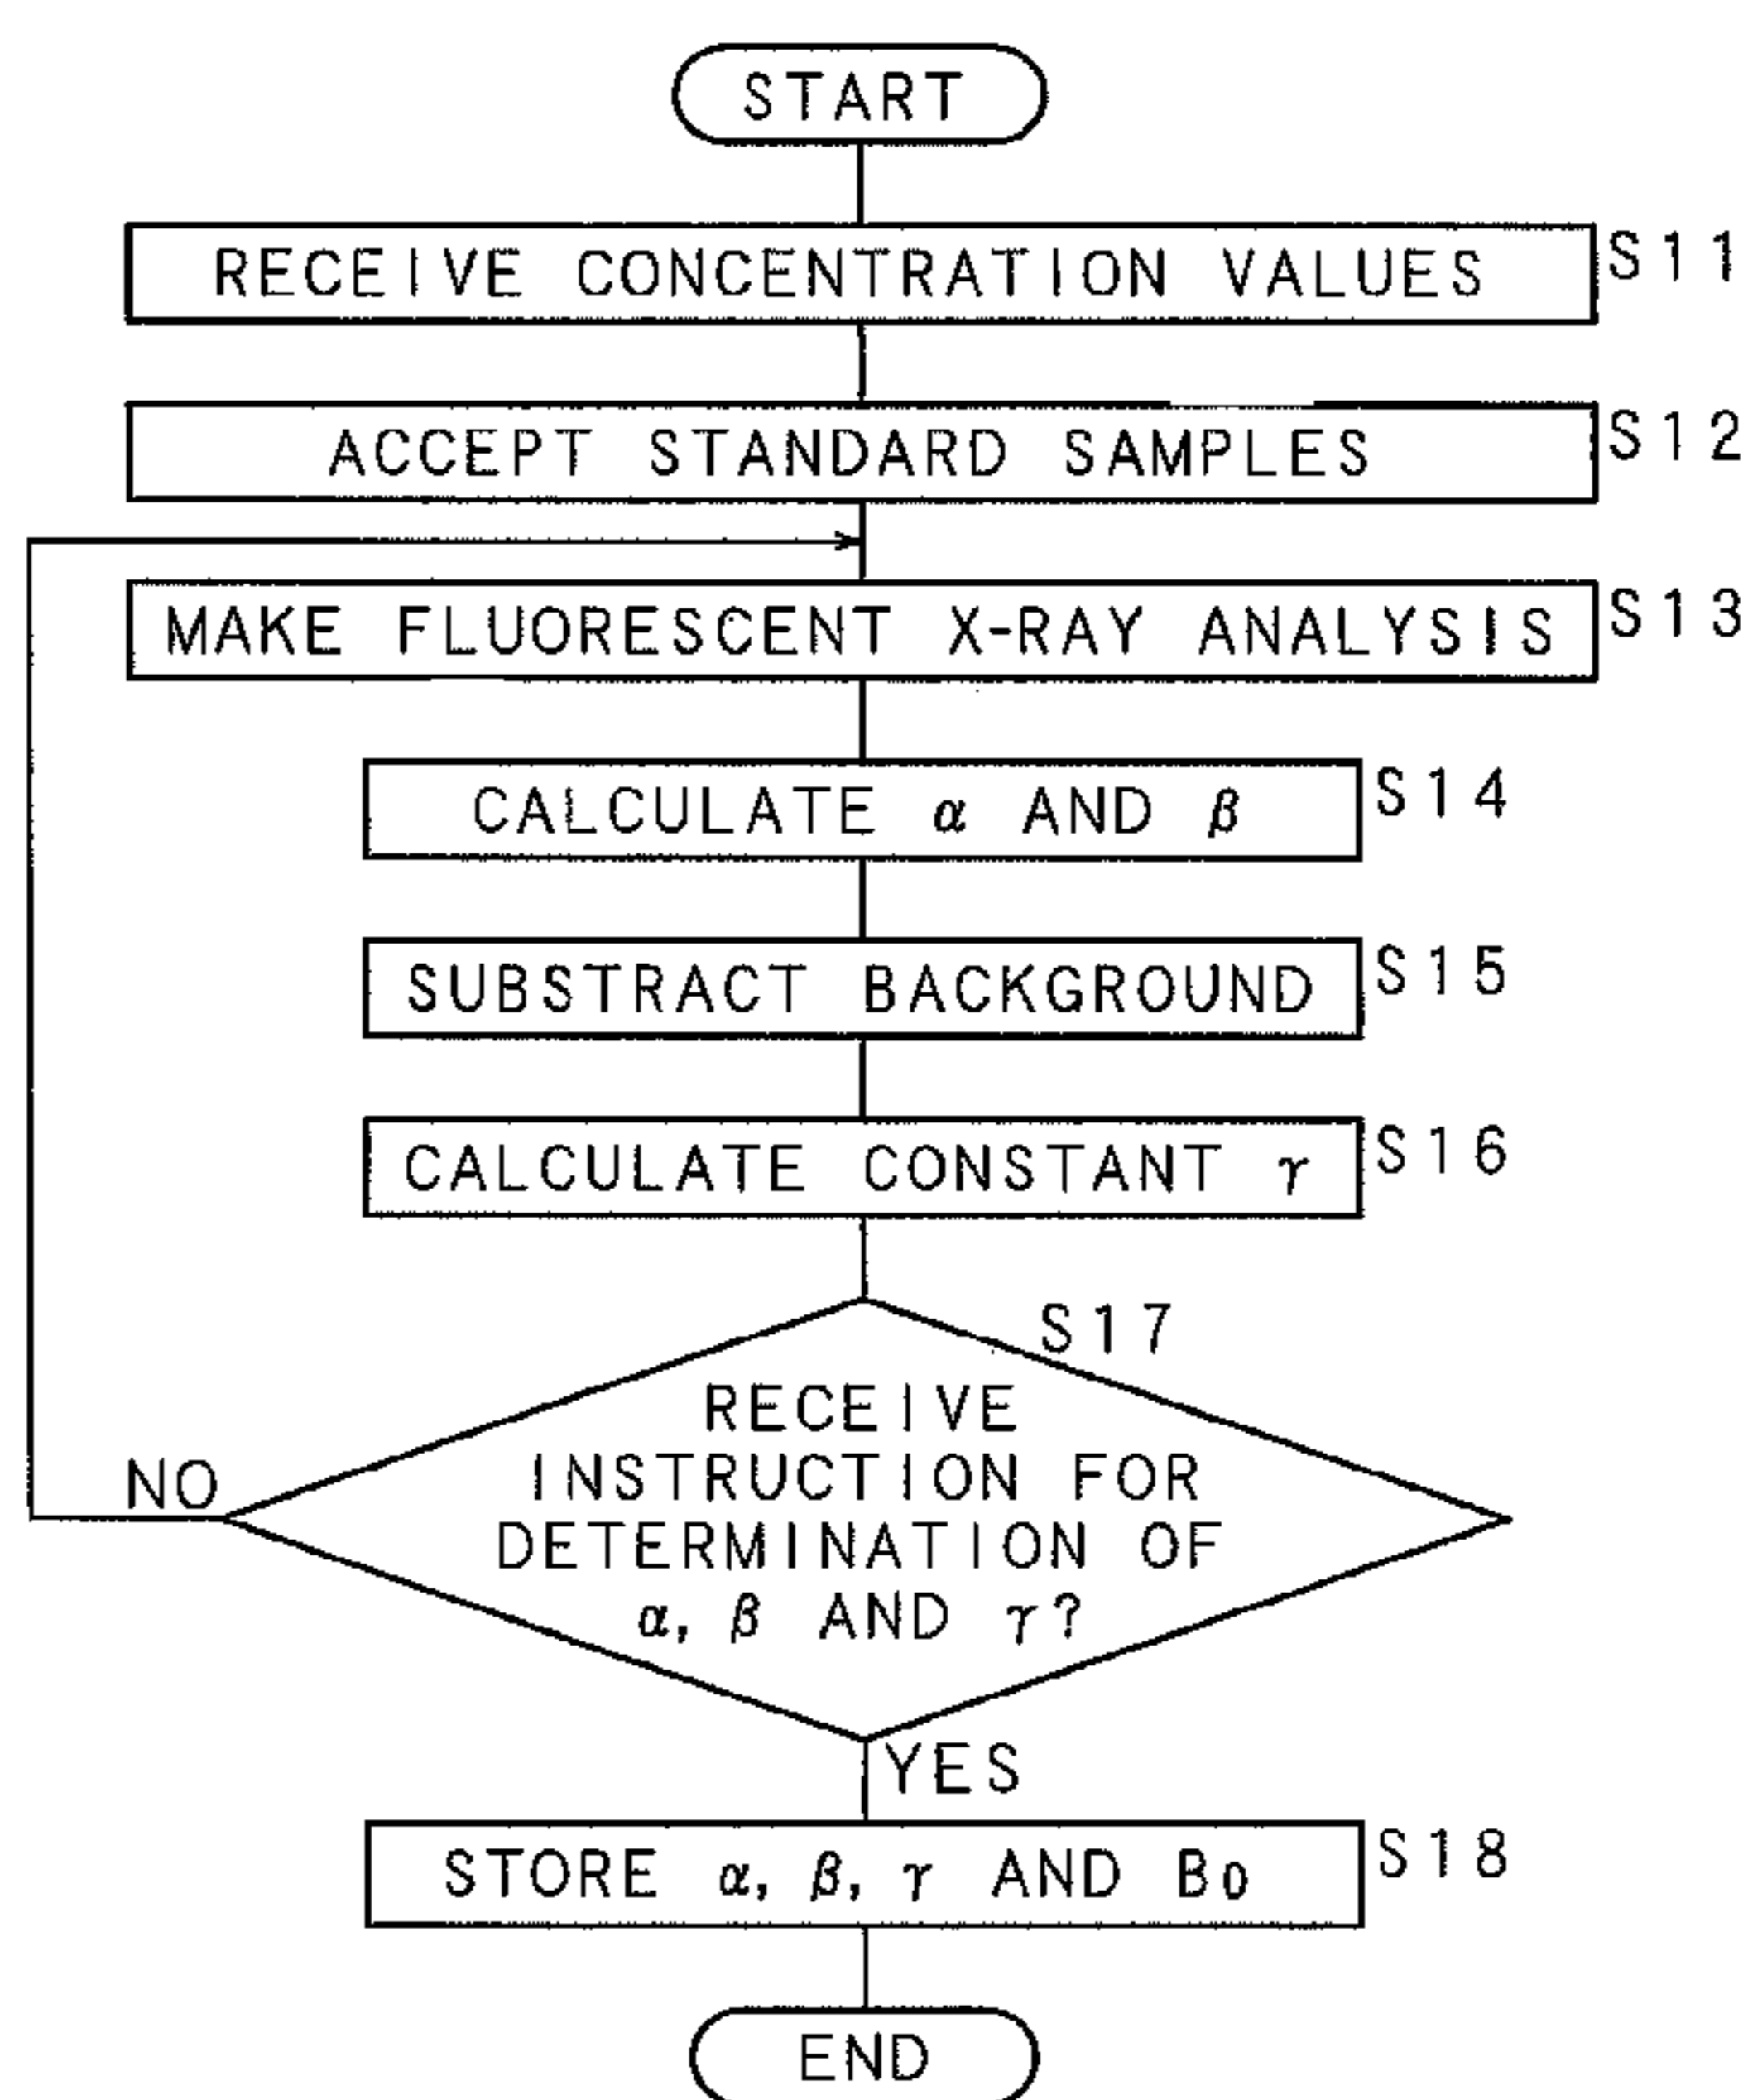 START
RECEIVE CONCENTRATION VALUES S11
ACCEPT STANDARD SAMPLES S12
MAKE FLUORESCENT X-RAY ANALYSIS S13
CALCULATE α AND β S14
SUBSTRACT BACKGROUND S15
CALCULATE CONSTANT γ S16
S17
RECEIVE
INSTRUCTION FOR
DETERMINATION OF
α, β AND γ?
NO
YES
STORE α, β, γ AND B0 S18
END